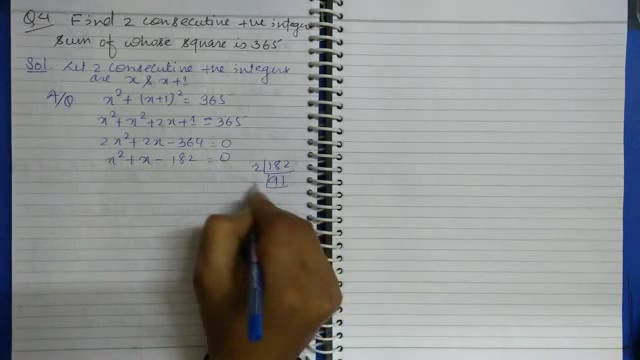 Q4 Find 2 consecutive +ve integers
sum of whose square is 365
Sol. Let 2 consecutive +ve integers
are x & x+1
A/Q x² + (x+1)² = 365
x² + x² + 2x + 1 = 365
2x² + 2x - 364 = 0
x² + x - 182 = 0
2 182
91